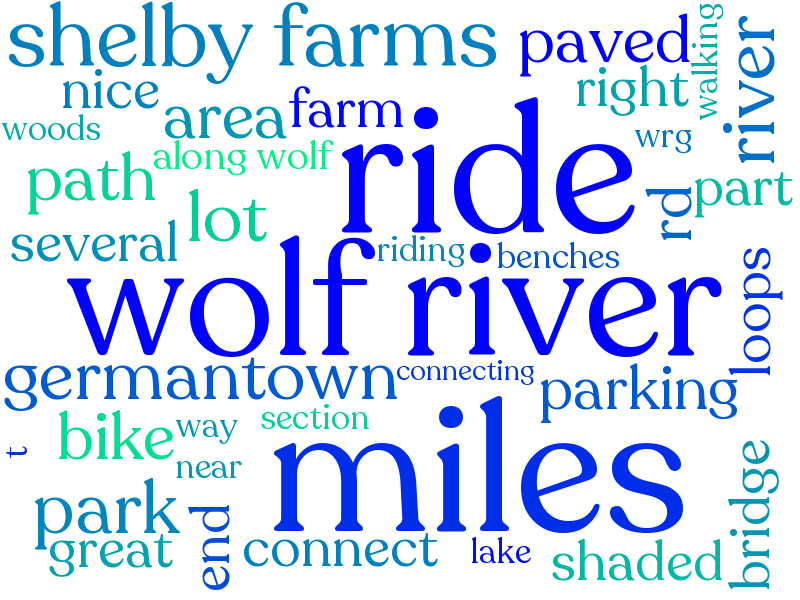 shelby farms
paved
walking
river
nice
area
farm
right
woods
along wolf
ride
wrg
path
lot
rd
part
several
riding
benches
wolf river
loops
germantown
connecting
parking
bike
way
section
miles
t
near
park
end
bridge
great
connect
lake
shaded